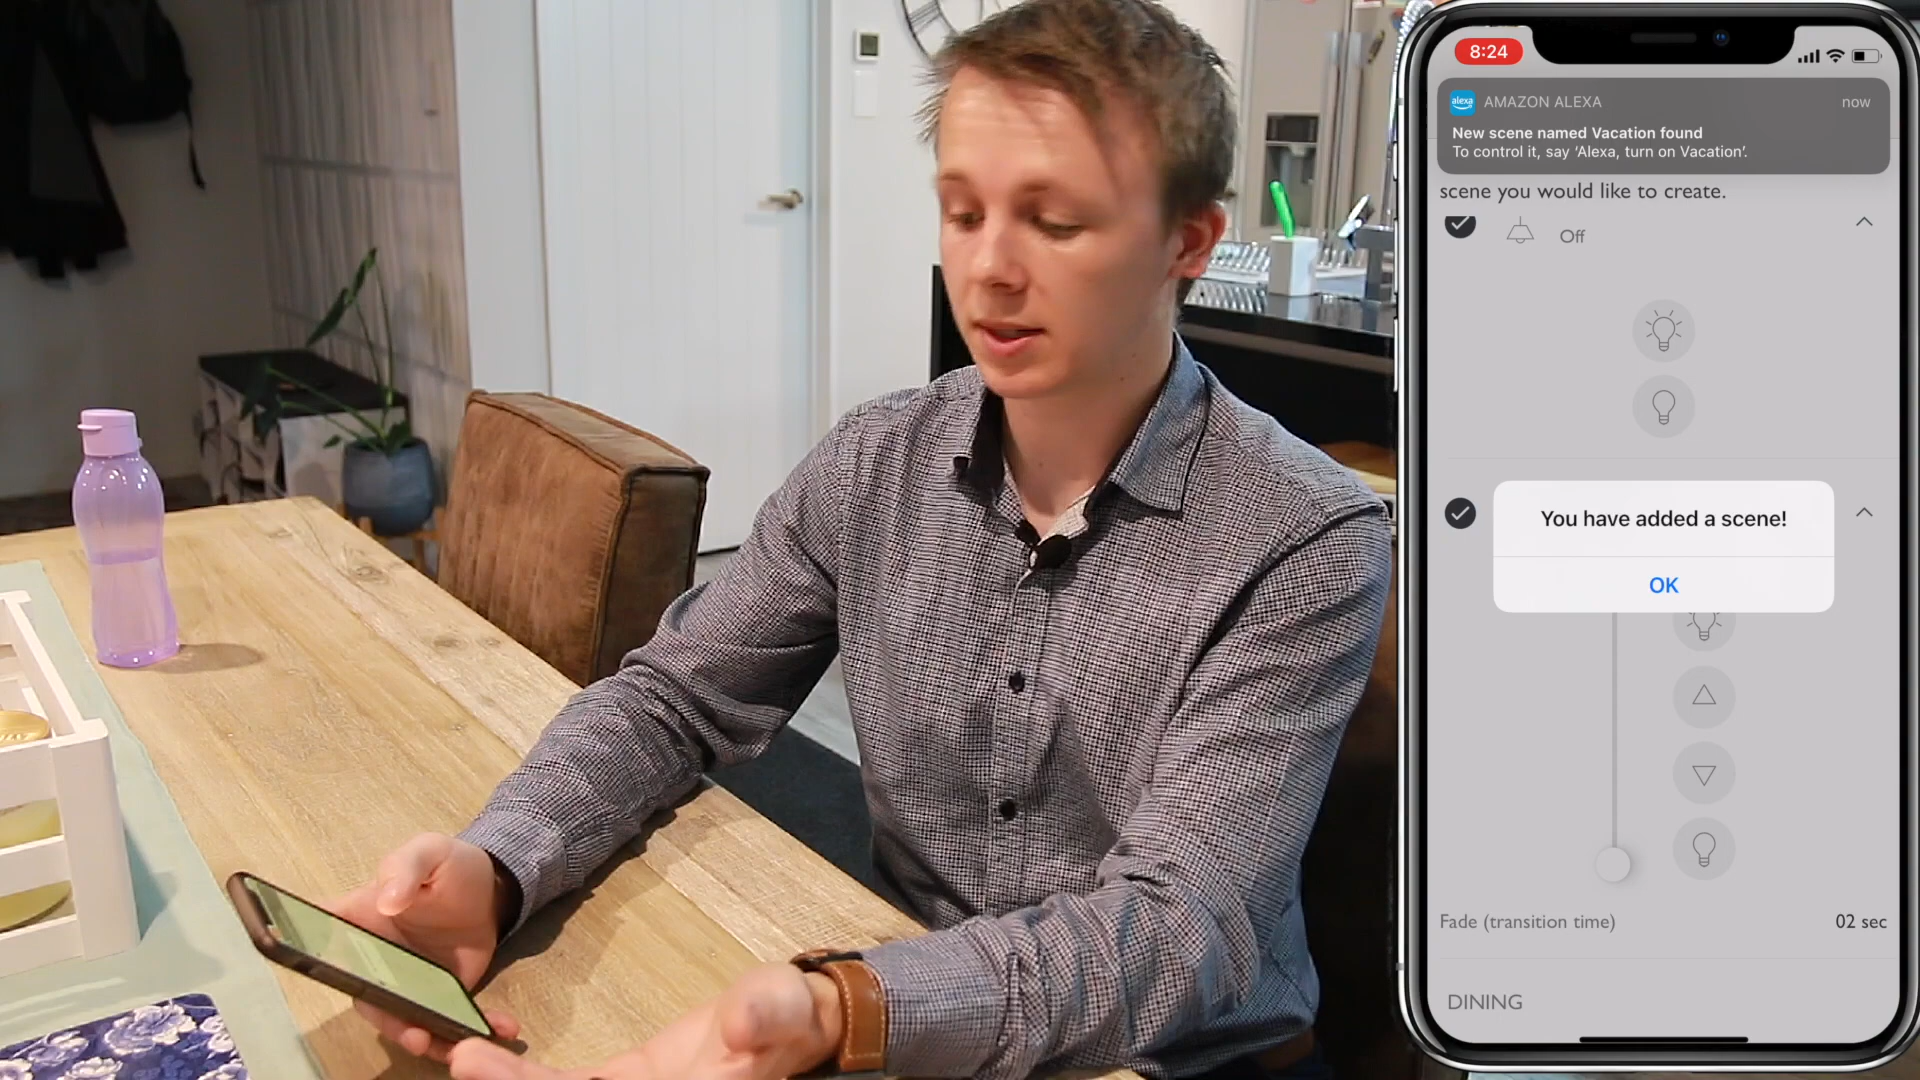 8:24
alexa AMAZON ALEXA now
New scene named Vacation found
To control it, say ‘Alexa, turn on Vacation’.
scene you would like to create.
Off
You have added a scene!
OK
Fade (transition time) 02 sec
DINING